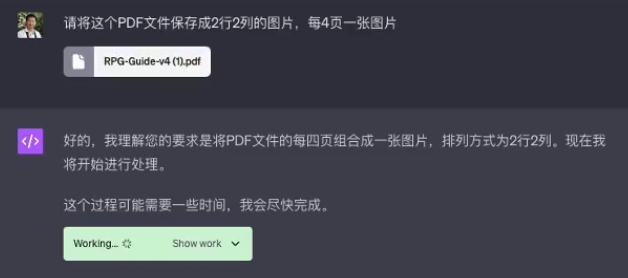 请将这个PDF文件保存成2行2列的图片，每4页一张图片
RPG-Guide-v4 (1).pdf
好的，我理解您的要求是将PDF文件的每四页组合成一张图片，排列方式为2行2列。现在我
将开始进行处理。
这个过程可能需要一些时间，我会尽快完成。
Working... Show work